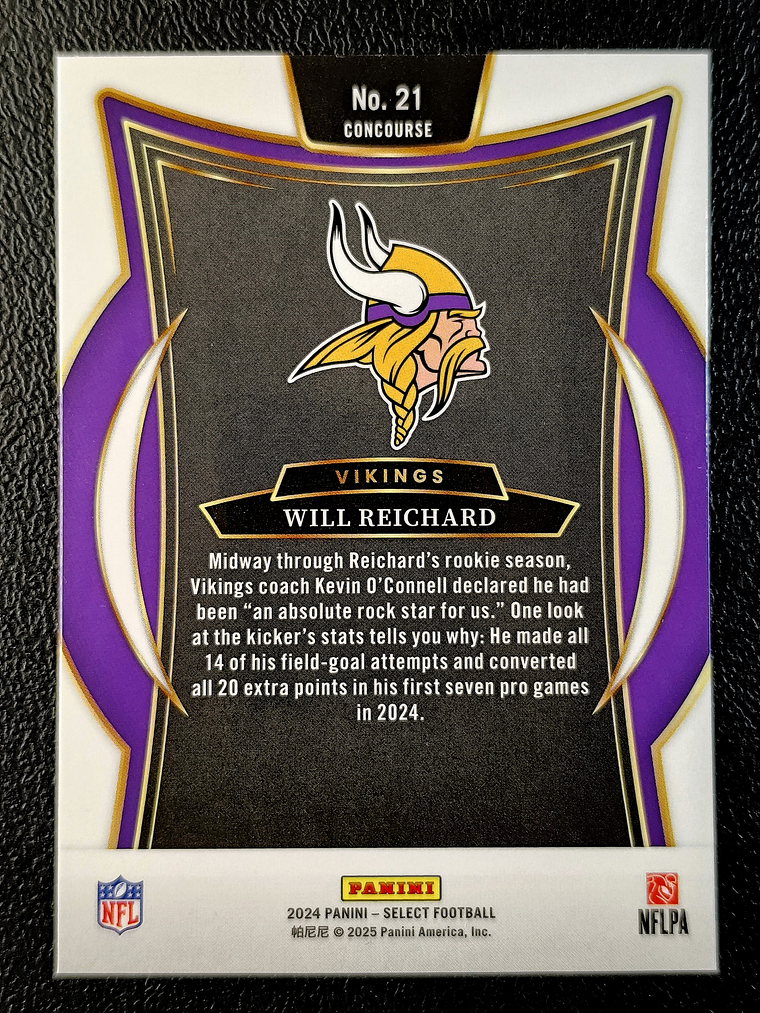 No. 21
CONCOURSE
VIKINGS
WILL REICHARD
Midway through Reichard's rookie season,
Vikings coach Kevin O'Connell declared he had
been “an absolute rock star for us.” One look
at the kicker's stats tells you why: He made all
14 of his field-goal attempts and converted
all 20 extra points in his first seven pro games
in 2024.
PANINI
NFL
2024 PANINI – SELECT FOOTBALL
帕尼尼 © 2025 Panini America, Inc.
NFLPA